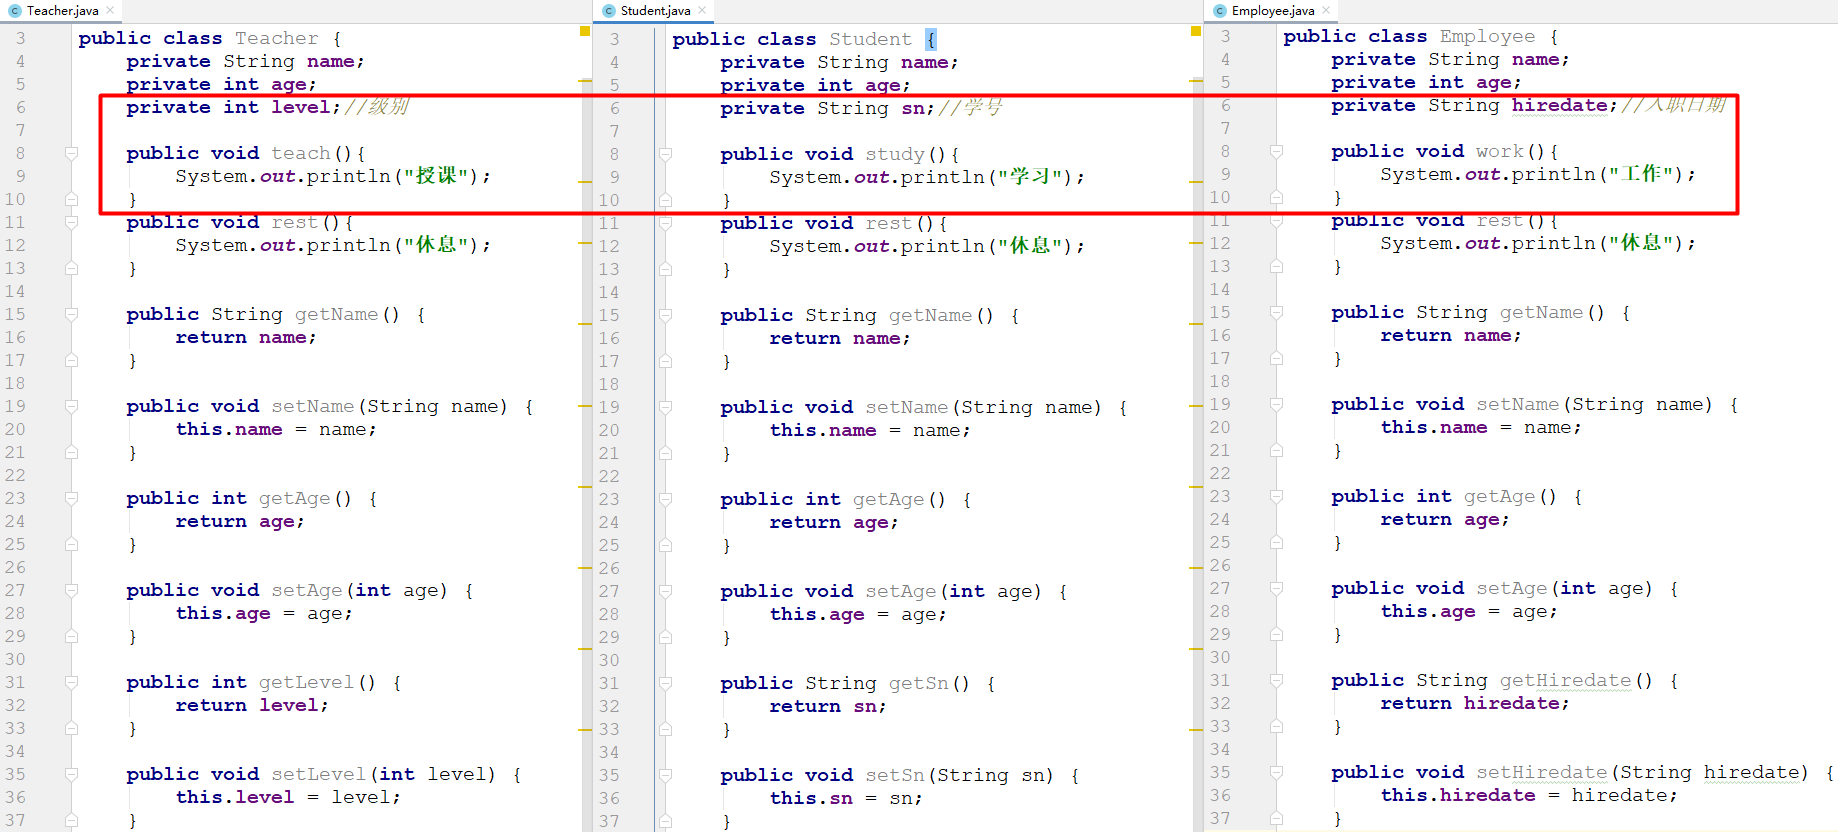 Teacher.java
3 public class Teacher {
4 private String name;
5 private int age;
6 private int level;//级别
7
8 public void teach(){
9 System.out.println("授课");
10 }
11 public void rest(){
12 System.out.println("休息");
13 }
14
15 public String getName() {
16 return name;
17 }
18
19 public void setName(String name) {
20 this.name = name;
21 }
22
23 public int getAge() {
24 return age;
25 }
26
27 public void setAge(int age) {
28 this.age = age;
29 }
30
31 public int getLevel() {
32 return level;
33 }
34
35 public void setLevel(int level) {
36 this.level = level;
37 }
Student.java
3 public class Student {
4 private String name;
5 private int age;
6 private String sn;//学号
7
8 public void study(){
9 System.out.println("学习");
10 }
11 public void rest(){
12 System.out.println("休息");
13 }
14
15 public String getName() {
16 return name;
17 }
18
19 public void setName(String name) {
20 this.name = name;
21 }
22
23 public int getAge() {
24 return age;
25 }
26
27 public void setAge(int age) {
28 this.age = age;
29 }
30
31 public String getSn() {
32 return sn;
33 }
34
35 public void setSn(String sn) {
36 this.sn = sn;
37 }
Employee.java
3 public class Employee {
4 private String name;
5 private int age;
6 private String hiredate;//入职日期
7
8 public void work(){
9 System.out.println("工作");
10 }
11 public void rest(){
12 System.out.println("休息");
13 }
14
15 public String getName() {
16 return name;
17 }
18
19 public void setName(String name) {
20 this.name = name;
21 }
22
23 public int getAge() {
24 return age;
25 }
26
27 public void setAge(int age) {
28 this.age = age;
29 }
30
31 public String getHiredate() {
32 return hiredate;
33 }
34
35 public void setHiredate(String hiredate) {
36 this.hiredate = hiredate;
37 }